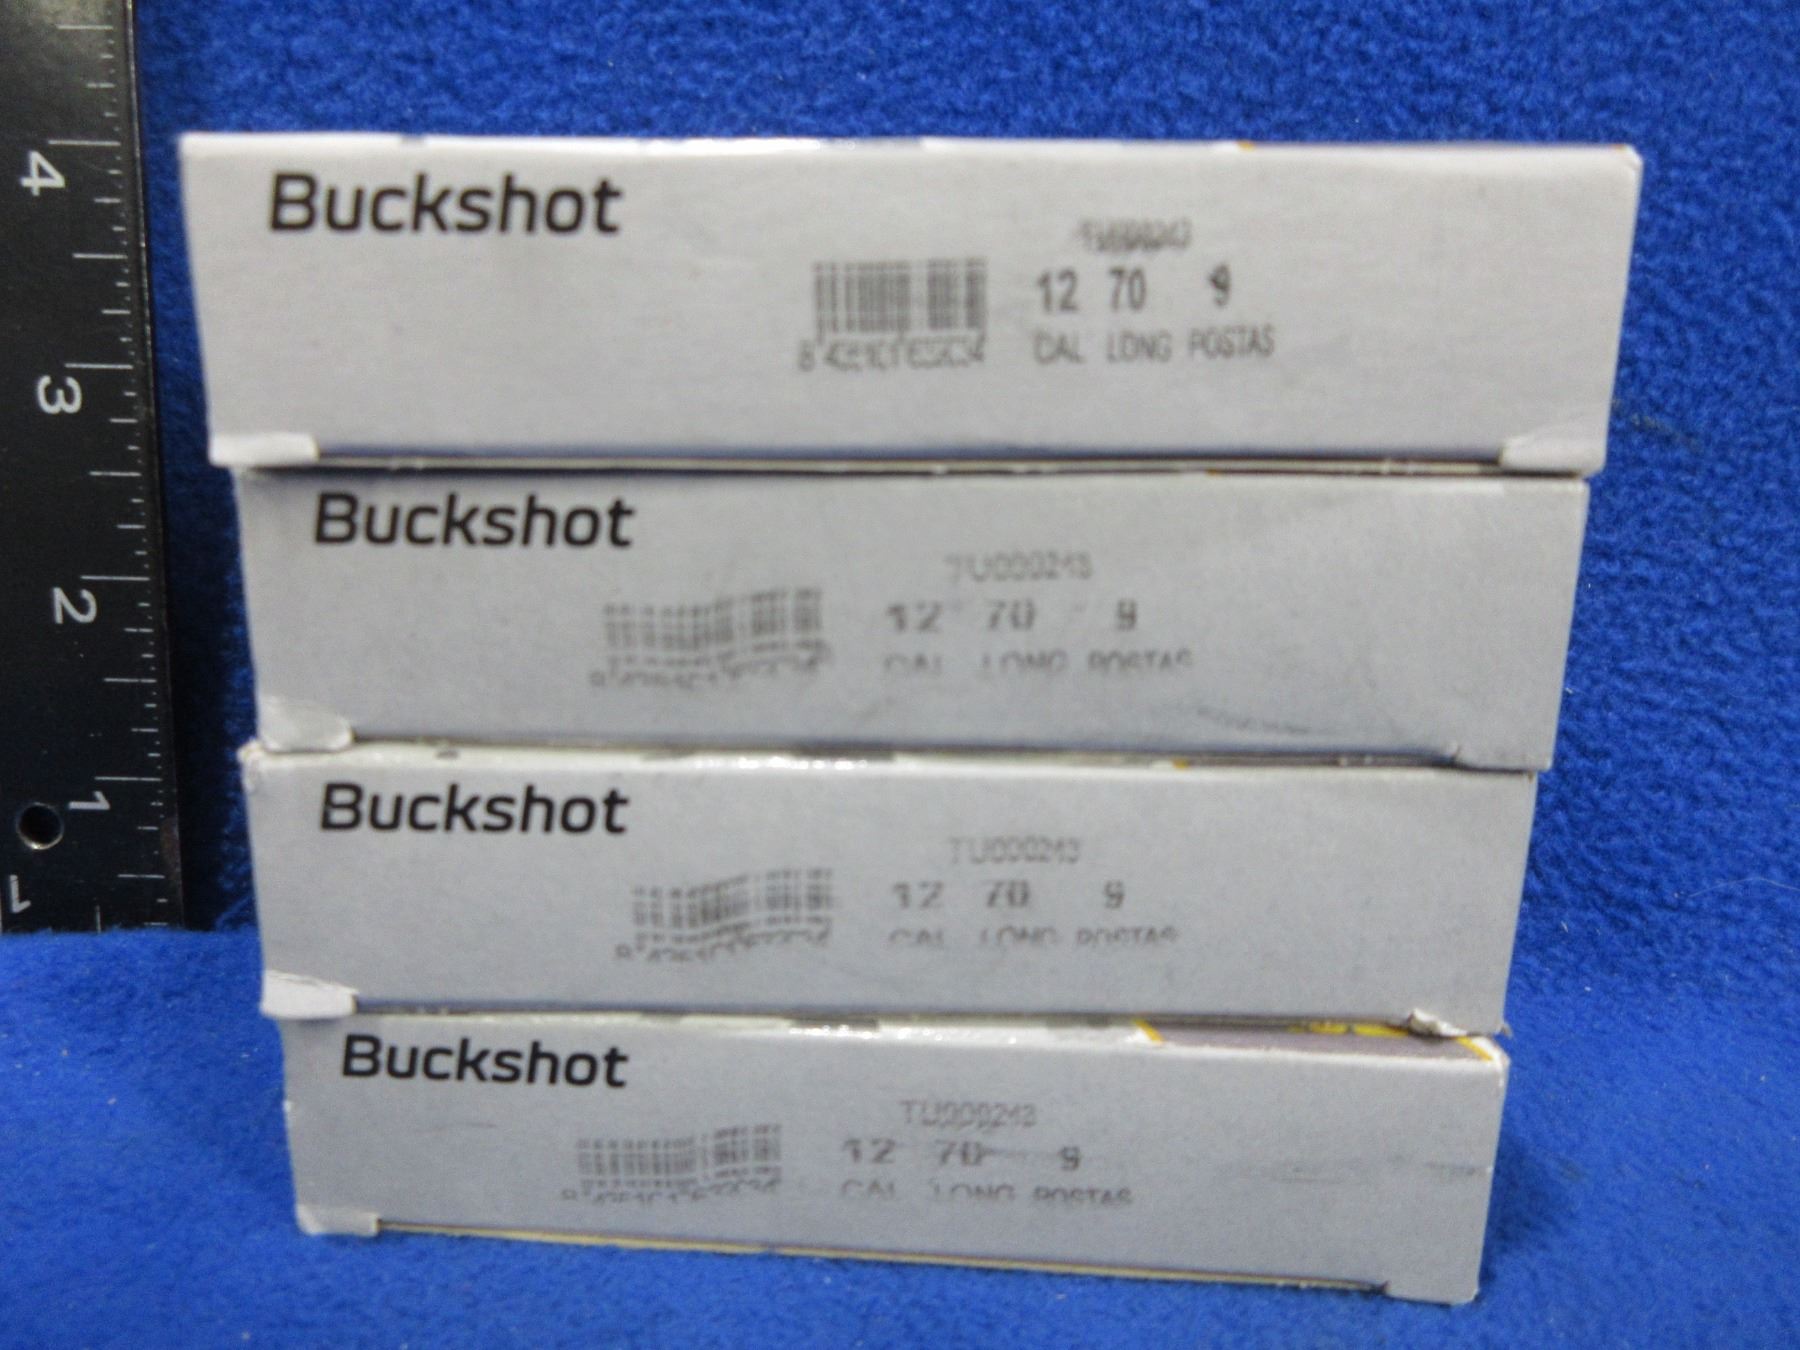 4
3
2
1
Buckshot
TU000243
12 70 9
CAL LONG POSTAS
Buckshot
TU000243
12 70 9
CAL LONG POSTAS
Buckshot
TU000243
12 70 9
CAL LONG POSTAS
Buckshot
TU000243
12 70 9
CAL LONG POSTAS